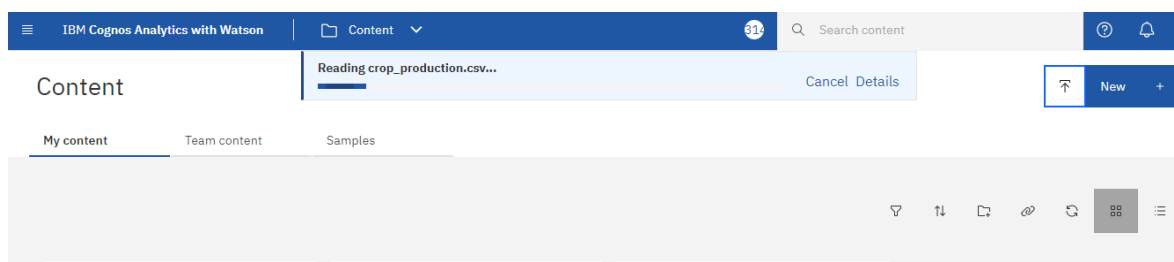 IBM Cognos Analytics with Watson
Content
314
Search content
Reading crop_production.csv...
Cancel Details
Content
New +
My content
Team content
Samples